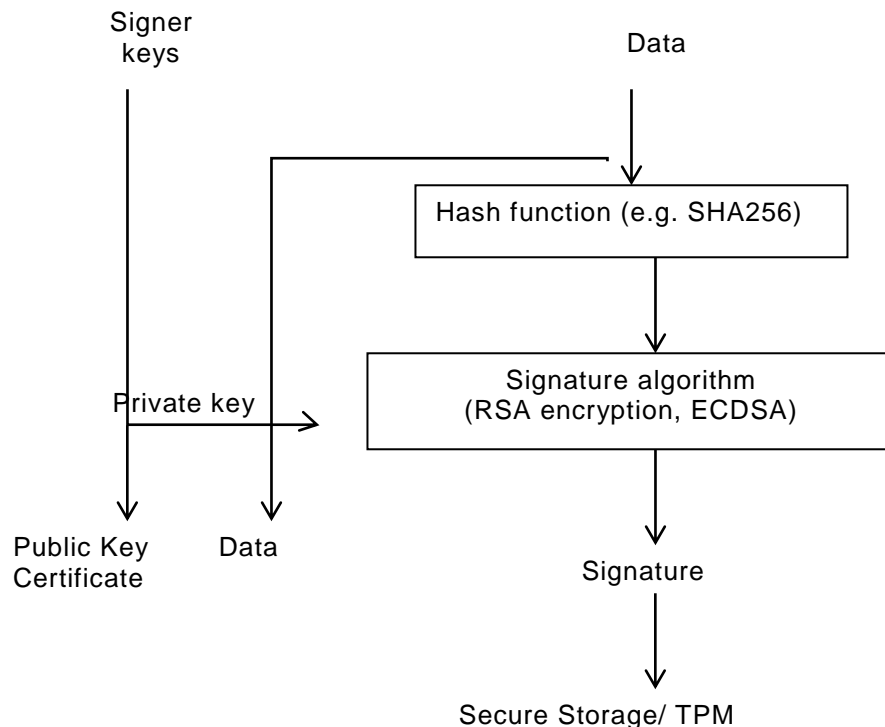 Signer
keys
Data
Hash function (e.g. SHA256)
Signature algorithm
(RSA encryption, ECDSA)
Private key
Public Key
Certificate
Data
Signature
Secure Storage/ TPM